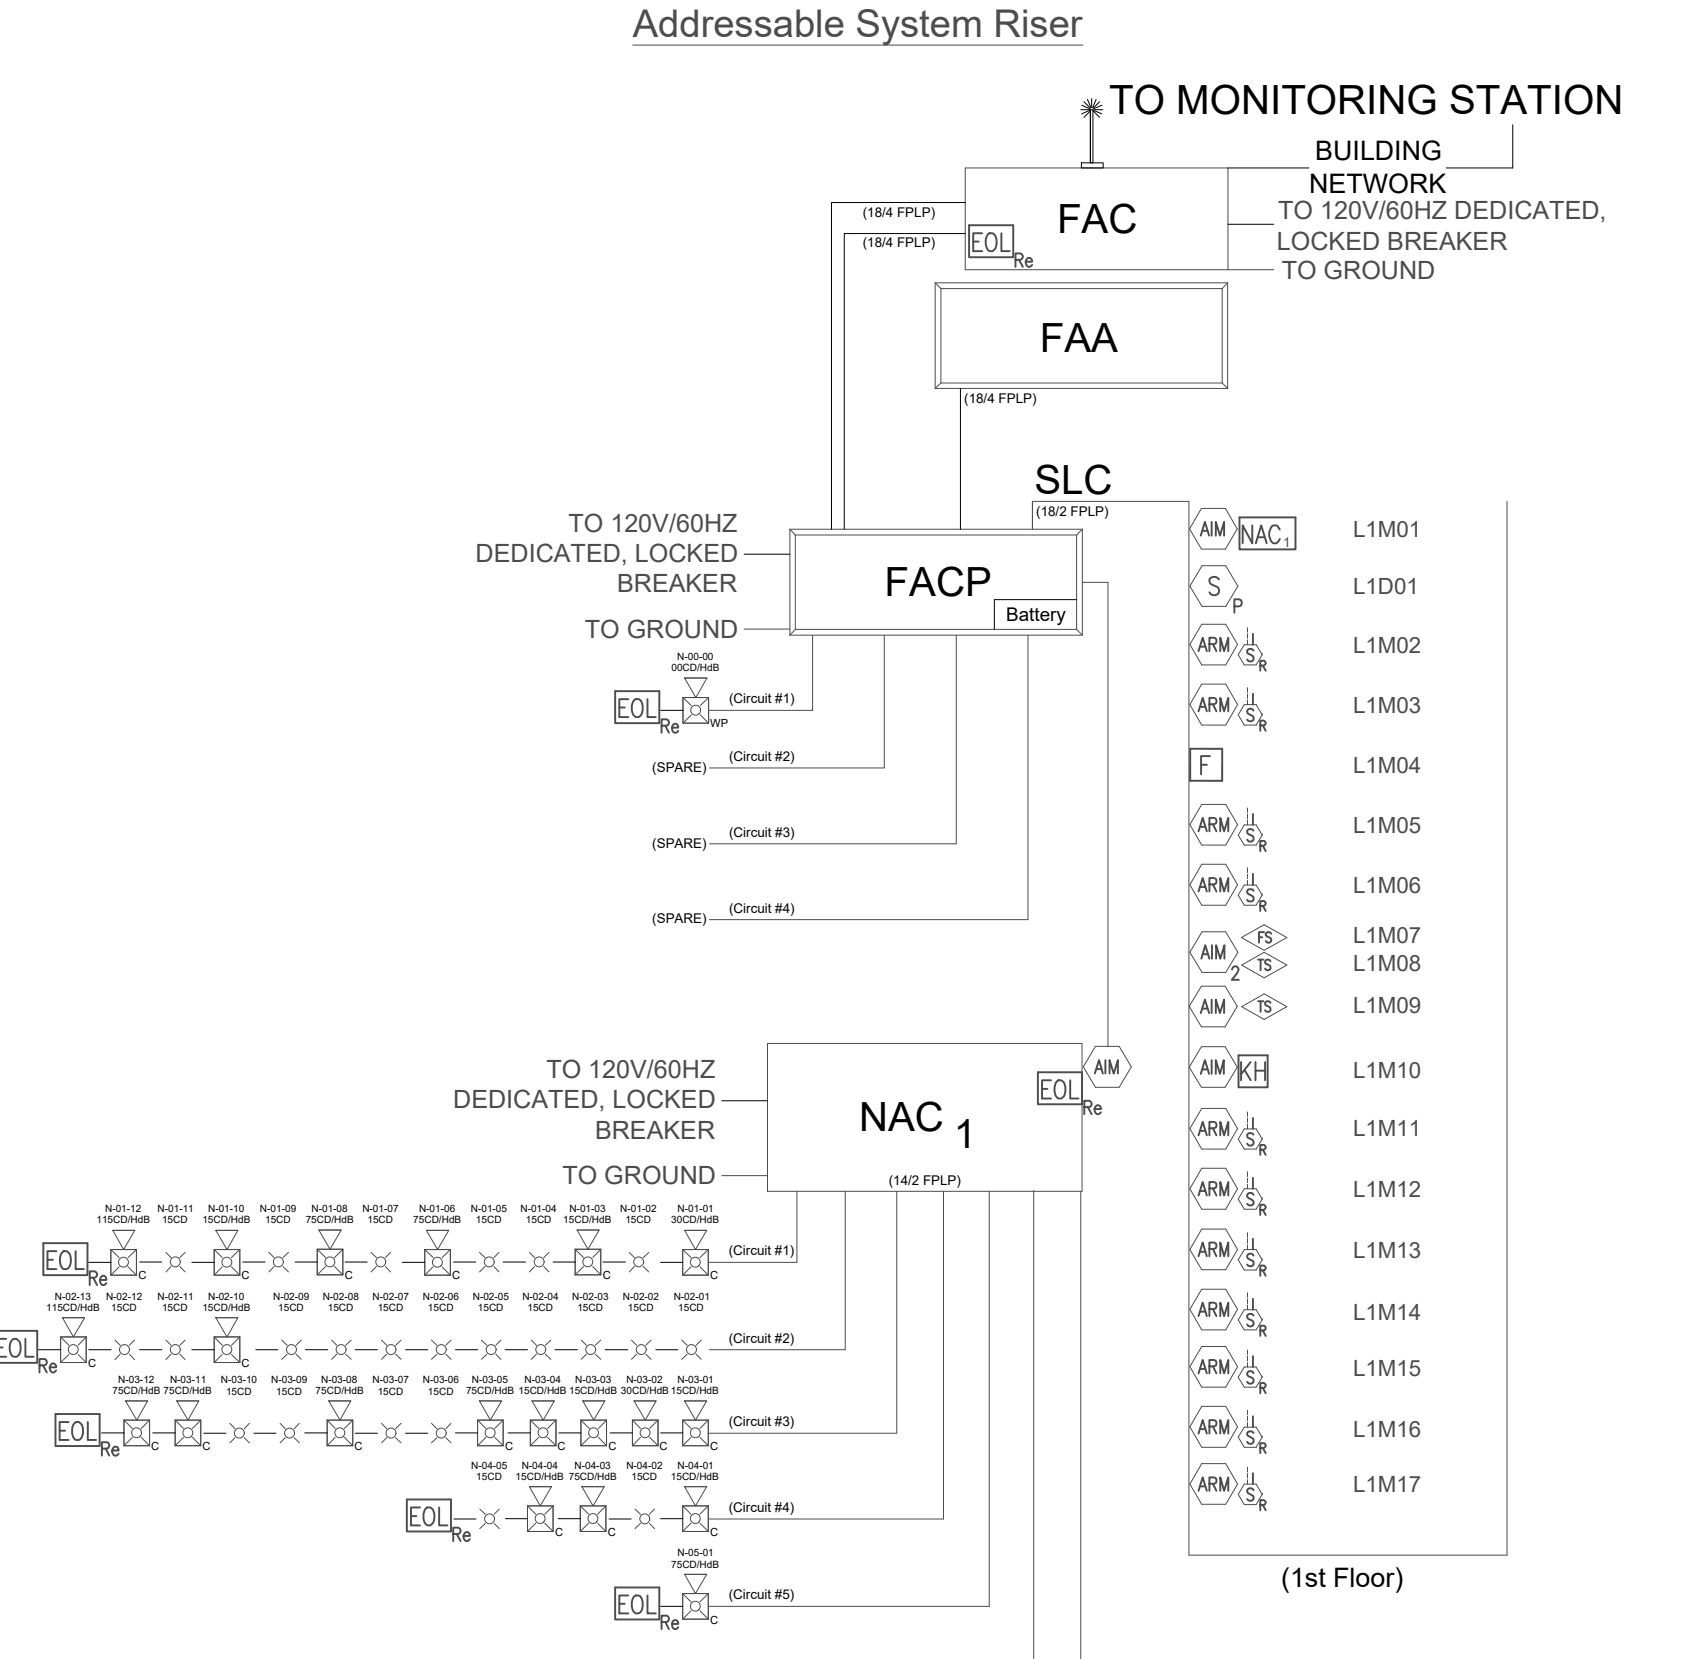 Addressable System Riser
TO MONITORING STATION
BUILDING
NETWORK
(18/4 FPLP)
FAC
TO 120V/60HZ DEDICATED,
LOCKED BREAKER
(18/4 FPLP)
EOL
Re
TO GROUND
FAA
(18/4 FPLP)
SLC
(18/2 FPLP)
TO 120V/60HZ
DEDICATED, LOCKED
BREAKER
TO GROUND
FACP
Battery
N-00-00
00CD/HdB
EOL
Re
WP
(Circuit #1)
(SPARE) (Circuit #2)
(SPARE) (Circuit #3)
(SPARE) (Circuit #4)
AIM NAC 1 L1M01
S P L1D01
ARM S R L1M02
ARM S R L1M03
F L1M04
ARM S R L1M05
ARM S R L1M06
AIM 2 FS L1M07
TS L1M08
AIM TS L1M09
AIM KH L1M10
ARM S R L1M11
ARM S R L1M12
ARM S R L1M13
ARM S R L1M14
ARM S R L1M15
ARM S R L1M16
ARM S R L1M17
(1st Floor)
TO 120V/60HZ
DEDICATED, LOCKED
BREAKER
TO GROUND
NAC 1
EOL
Re
AIM
(14/2 FPLP)
N-01-12 N-01-11 N-01-10 N-01-09 N-01-08 N-01-07 N-01-06 N-01-05 N-01-04 N-01-03 N-01-02 N-01-01
115CD/HdB 15CD 15CD/HdB 15CD 75CD/HdB 15CD 75CD/HdB 15CD 15CD 15CD/HdB 15CD 30CD/HdB
EOL Re C C C C C C (Circuit #1)
N-02-13 N-02-12 N-02-11 N-02-10 N-02-09 N-02-08 N-02-07 N-02-06 N-02-05 N-02-04 N-02-03 N-02-02 N-02-01
115CD/HdB 15CD 15CD 15CD/HdB 15CD 15CD 15CD 15CD 15CD 15CD 15CD 15CD 15CD
EOL Re C C (Circuit #2)
N-03-12 N-03-11 N-03-10 N-03-09 N-03-08 N-03-07 N-03-06 N-03-05 N-03-04 N-03-03 N-03-02 N-03-01
75CD/HdB 75CD/HdB 15CD 15CD 75CD/HdB 15CD 15CD 75CD/HdB 15CD/HdB 15CD/HdB 30CD/HdB 15CD/HdB
EOL Re C C C C C C C C (Circuit #3)
N-04-05 N-04-04 N-04-03 N-04-02 N-04-01
15CD 15CD/HdB 75CD/HdB 15CD 15CD/HdB
EOL Re C C C (Circuit #4)
N-05-01
75CD/HdB
EOL Re C (Circuit #5)